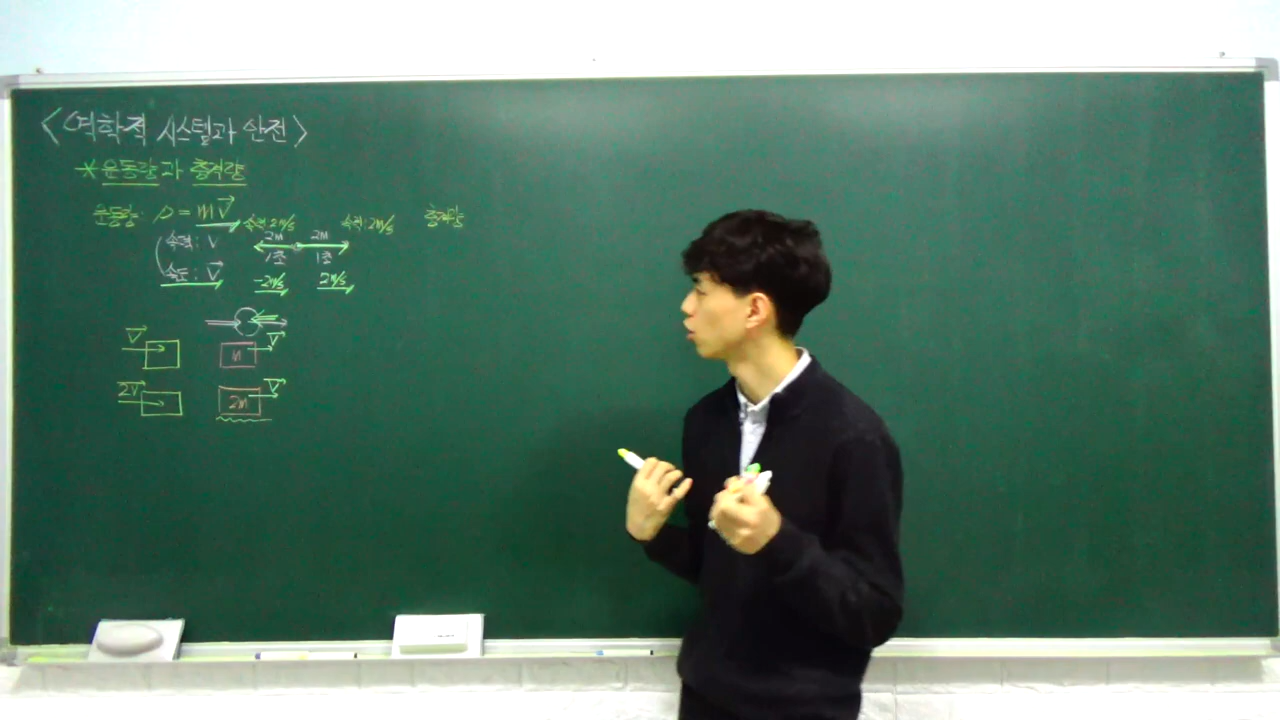 <역학적 시스템과 안전>
*운동량과 충격량
운동량: p = mv⃗
속력: 2m/s 속력: 2m/s
충격량
속력: v
2m 2m
1초 1초
속도: v⃗
-2m/s 2m/s
v⃗ m v⃗
2v⃗ 2m v⃗